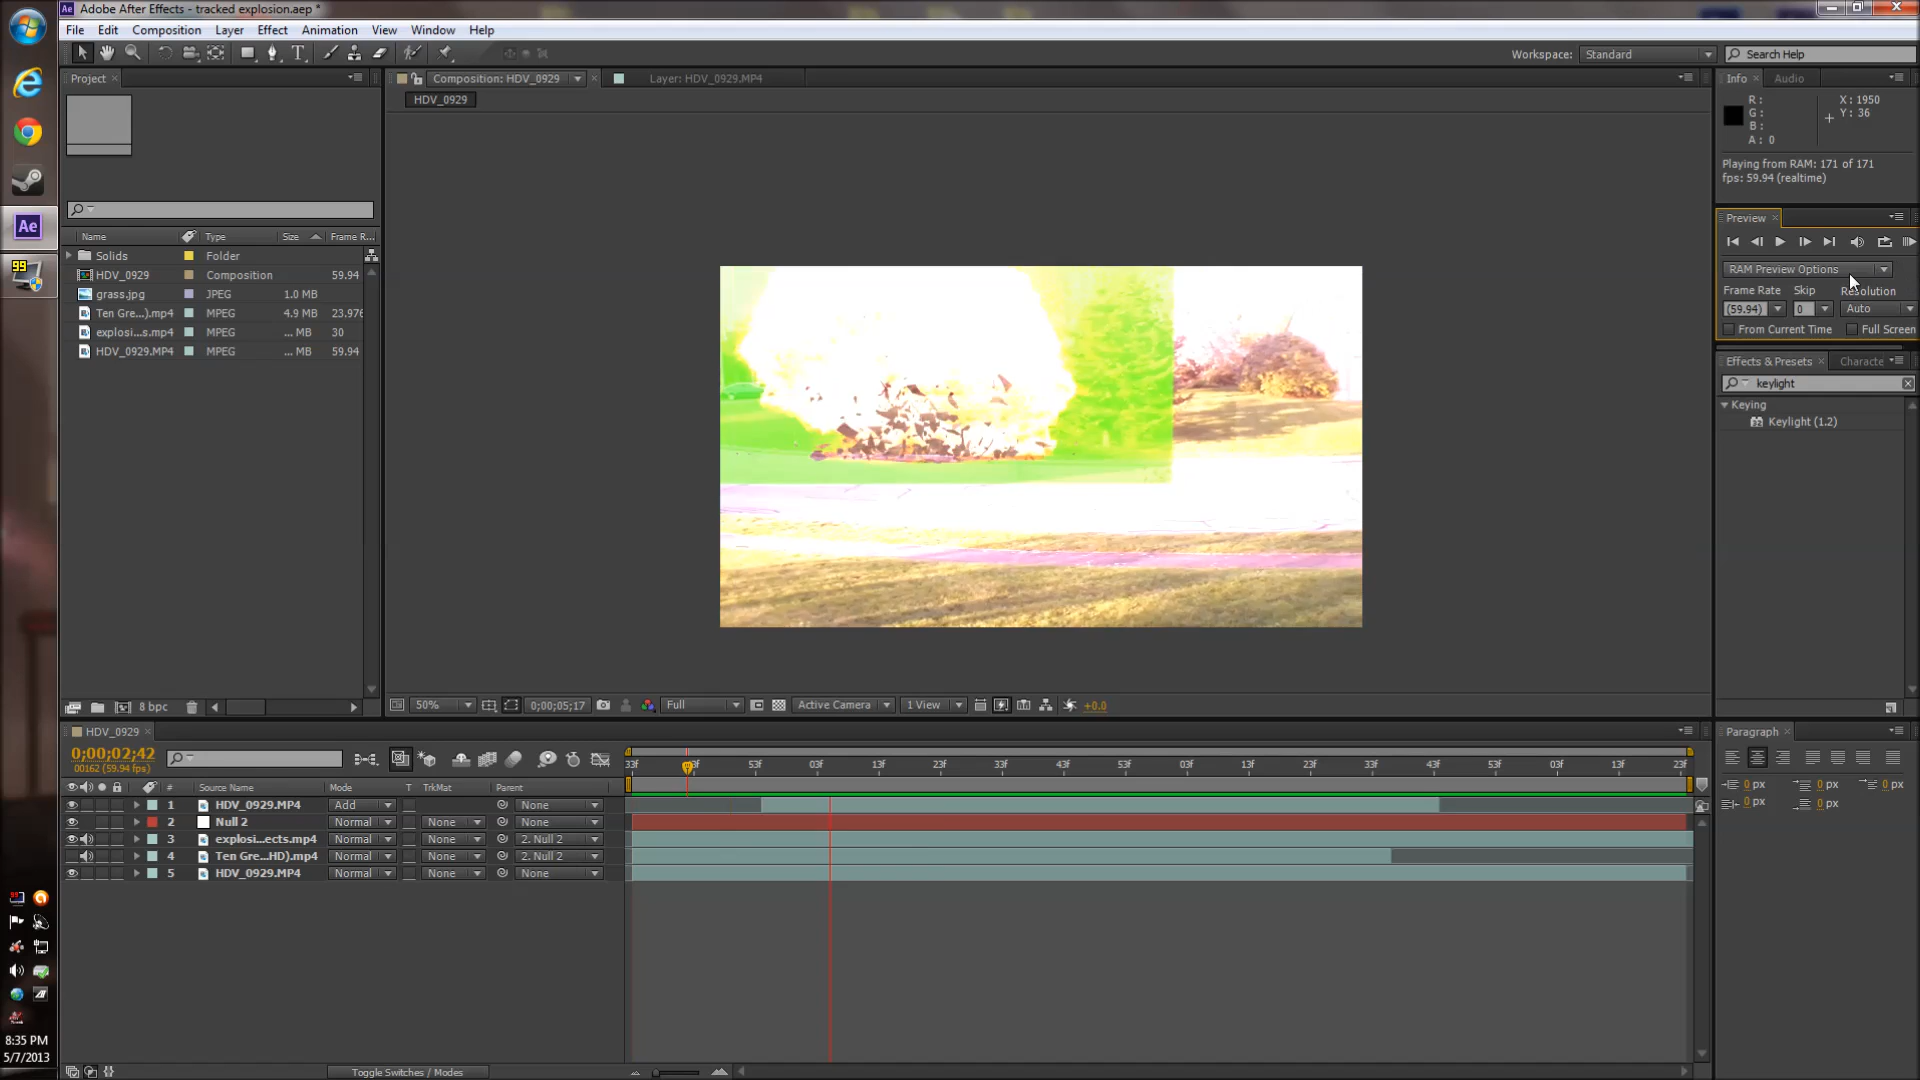 Adobe After Effects - tracked explosion.aep *
File Edit Composition Layer Effect Animation View Window Help
Workspace: Standard Search Help
Project
Composition: HDV_0929 Layer: HDV_0929.MP4
HDV_0929
Info Audio
R: X: 1950
G: Y: 36
B:
A: 0
Playing from RAM: 171 of 171
fps: 59.94 (realtime)
Preview
RAM Preview Options
Frame Rate Skip Resolution
(59.94) 0 Auto
From Current Time Full Screen
Effects & Presets Characte
keylight
Keying
Keylight (1.2)
Name Type Size Frame R...
Solids Folder
HDV_0929 Composition 59.94
grass.jpg JPEG 1.0 MB
Ten Gre...).mp4 MPEG 4.9 MB 23.976
explosi...s.mp4 MPEG ... MB 30
HDV_0929.MP4 MPEG ... MB 59.94
8 bpc
50% 0;00;05;17 Full Active Camera 1 View +0.0
HDV_0929
0;00;02;42
00162 (59.94 fps)
33f 53f 03f 13f 23f 33f 43f 53f 03f 13f 23f 33f 43f 53f 03f 13f 23f
# Source Name Mode T TrkMat Parent
1 HDV_0929.MP4 Add None
2 Null 2 Normal None None
3 explosi...ects.mp4 Normal None 2. Null 2
4 Ten Gre...HD).mp4 Normal None 2. Null 2
5 HDV_0929.MP4 Normal None None
Toggle Switches / Modes
Paragraph
0 px 0 px 0 px
0 px 0 px
Ae
99
8:35 PM
5/7/2013